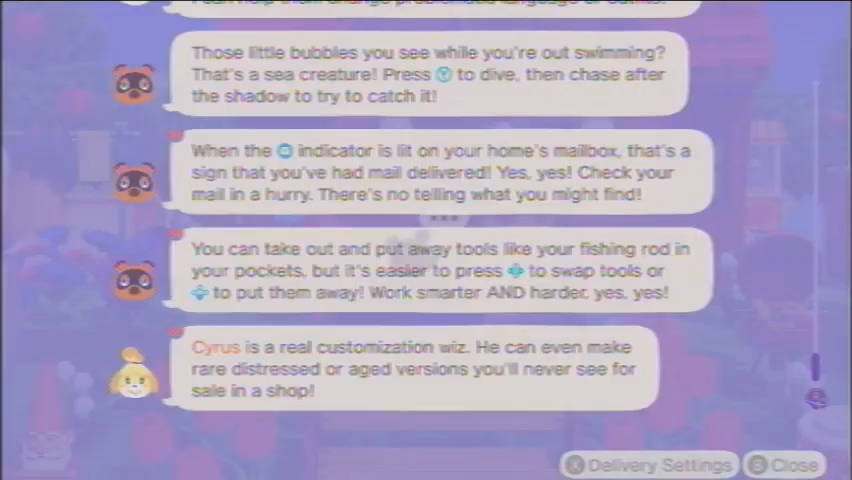 Those little bubbles you see while you're out swimming?
That's a sea creature! Press Ⓨ to dive, then chase after
the shadow to try to catch it!
When the indicator is lit on your home's mailbox, that's a
sign that you've had mail delivered! Yes, yes! Check your
mail in a hurry. There's no telling what you might find!
You can take out and put away tools like your fishing rod in
your pockets, but it's easier to press to swap tools or
to put them away! Work smarter AND harder, yes, yes!
Cyrus is a real customization wiz. He can even make
rare distressed or aged versions you'll never see for
sale in a shop!
Ⓧ Delivery Settings Ⓑ Close